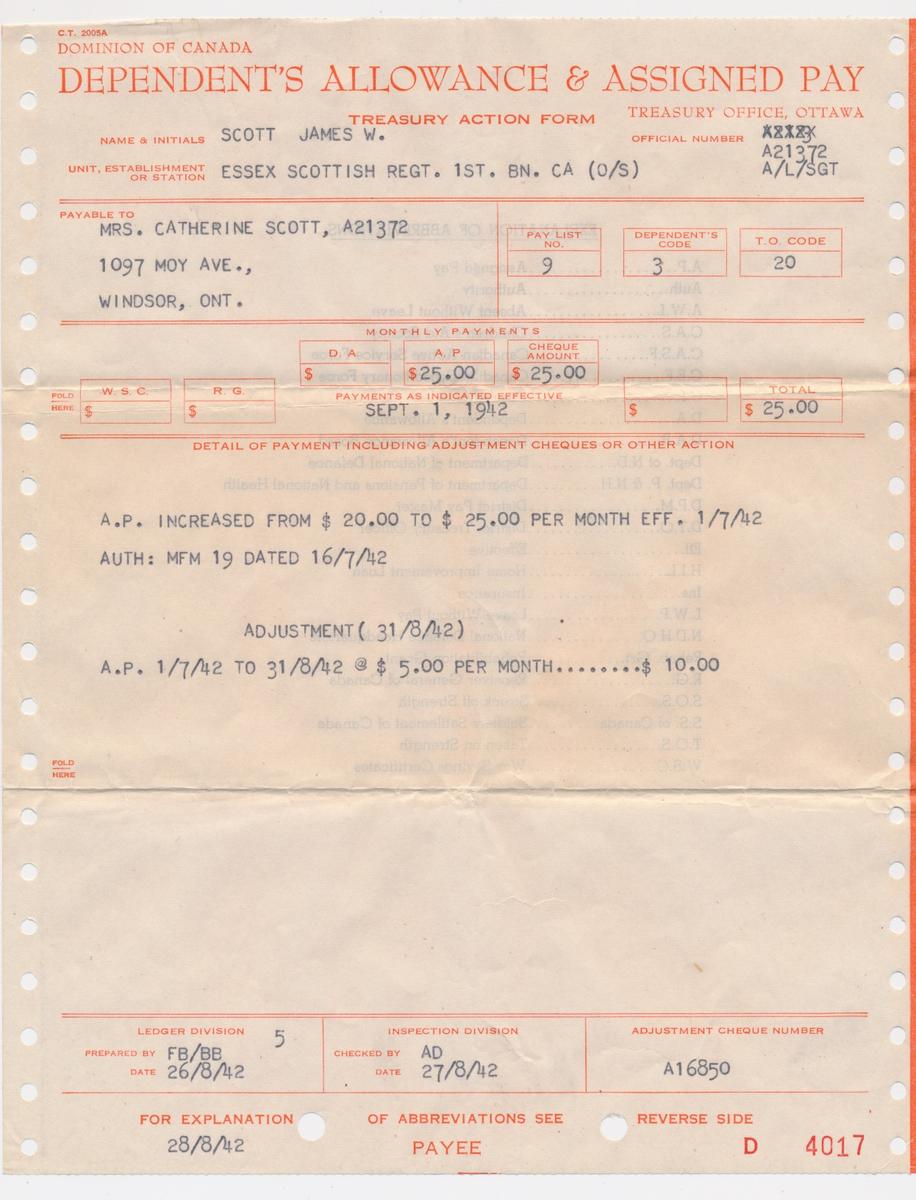 C.T. 2005A
DOMINION OF CANADA
DEPENDENT'S ALLOWANCE & ASSIGNED PAY
TREASURY OFFICE, OTTAWA
TREASURY ACTION FORM
NAME & INITIALS SCOTT JAMES W. OFFICIAL NUMBER
A21372
UNIT, ESTABLISHMENT OR STATION ESSEX SCOTTISH REGT. 1ST. BN. CA (O/S) A/L/SGT
PAYABLE TO
MRS. CATHERINE SCOTT, A21372
1097 MOY AVE.,
WINDSOR, ONT.
PAY LIST NO. DEPENDENT'S CODE T.O. CODE
9 3 20
MONTHLY PAYMENTS
D.A. A.P. CHEQUE AMOUNT
$ $25.00 $ 25.00
W.S.C. R.G. TOTAL
FOLD HERE $ $ PAYMENTS AS INDICATED EFFECTIVE $ $ 25.00
SEPT. 1, 1942
DETAIL OF PAYMENT INCLUDING ADJUSTMENT CHEQUES OR OTHER ACTION
A.P. INCREASED FROM $ 20.00 TO $ 25.00 PER MONTH EFF. 1/7/42
AUTH: MFM 19 DATED 16/7/42
ADJUSTMENT( 31/8/42)
A.P. 1/7/42 TO 31/8/42 @ $ 5.00 PER MONTH........$ 10.00
FOLD HERE
LEDGER DIVISION 5 INSPECTION DIVISION ADJUSTMENT CHEQUE NUMBER
PREPARED BY FB/BB CHECKED BY AD
DATE 26/8/42 DATE 27/8/42 A16850
FOR EXPLANATION OF ABBREVIATIONS SEE REVERSE SIDE
28/8/42 PAYEE D 4017